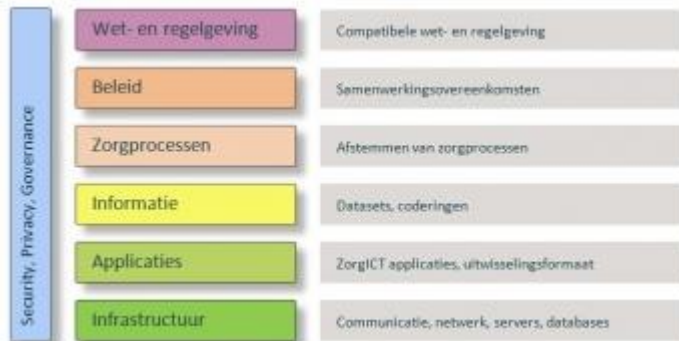 Security, Privacy, Governance
Wet- en regelgeving
Compatibele wet- en regelgeving
Beleid
Samenwerkingsovereenkomsten
Zorgprocessen
Afstemmen van zorgprocessen
Informatie
Datasets, coderingen
Applicaties
ZorgICT applicaties, uitwisselingsformaat
Infrastructuur
Communicatie, netwerk, servers, databases